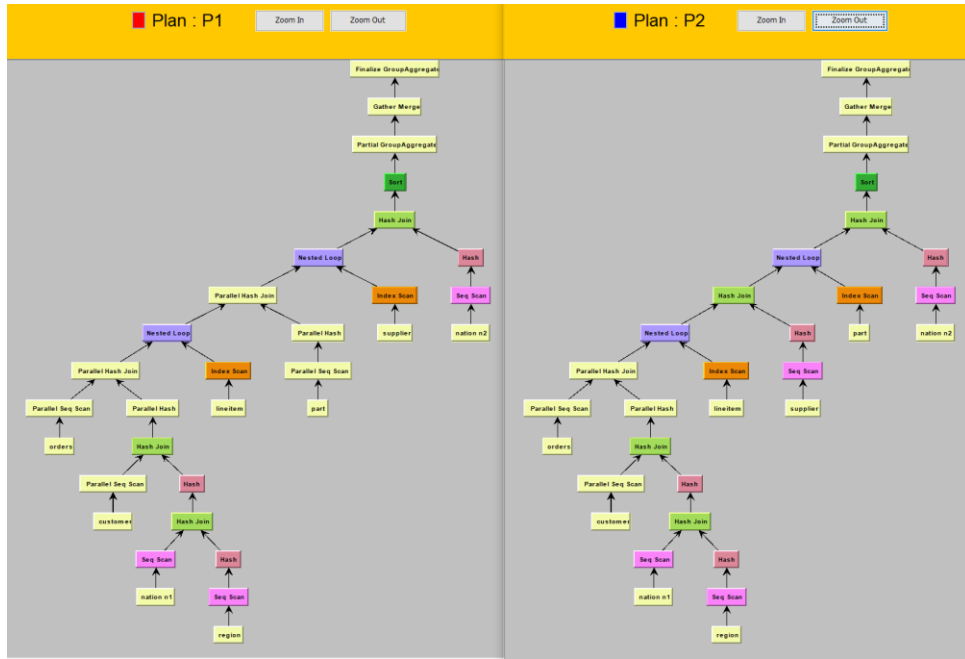 Plan : P1
Zoom In
Zoom Out
Finalize GroupAggregate
Gather Merge
Partial GroupAggregate
Sort
Hash Join
Nested Loop
Hash
Parallel Hash Join
Index Scan
Seq Scan
Nested Loop
Parallel Hash
supplier
nation n2
Parallel Hash Join
Index Scan
Parallel Seq Scan
Parallel Seq Scan
Parallel Hash
lineitem
part
orders
Hash Join
Parallel Seq Scan
Hash
customer
Hash Join
Seq Scan
Hash
nation n1
Seq Scan
region
Plan : P2
Zoom In
Zoom Out
Finalize GroupAggregate
Gather Merge
Partial GroupAggregate
Sort
Hash Join
Nested Loop
Hash
Hash Join
Index Scan
Seq Scan
Nested Loop
Hash
part
nation n2
Parallel Hash Join
Index Scan
Seq Scan
Parallel Seq Scan
Parallel Hash
lineitem
supplier
orders
Hash Join
Parallel Seq Scan
Hash
customer
Hash Join
Seq Scan
Hash
nation n1
Seq Scan
region